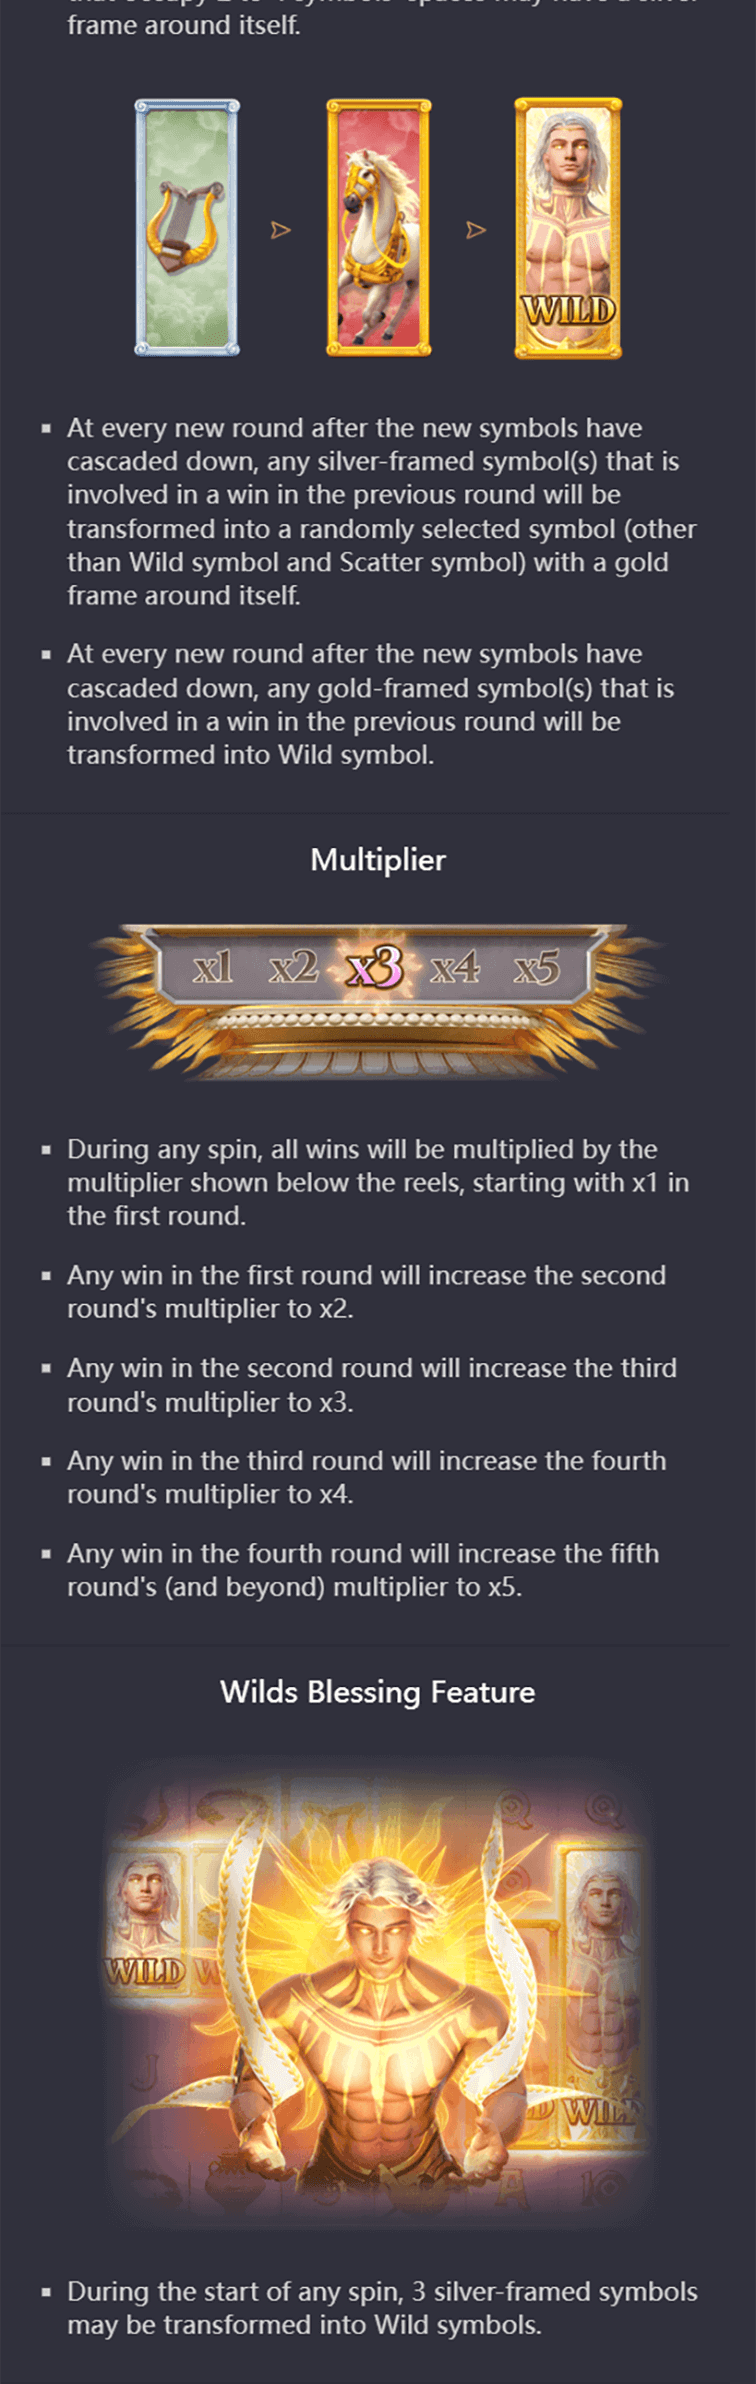 frame around itself.
WILD
▪ At every new round after the new symbols have
cascaded down, any silver-framed symbol(s) that is
involved in a win in the previous round will be
transformed into a randomly selected symbol (other
than Wild symbol and Scatter symbol) with a gold
frame around itself.
▪ At every new round after the new symbols have
cascaded down, any gold-framed symbol(s) that is
involved in a win in the previous round will be
transformed into Wild symbol.
Multiplier
x1 x2 x3 x4 x5
▪ During any spin, all wins will be multiplied by the
multiplier shown below the reels, starting with x1 in
the first round.
▪ Any win in the first round will increase the second
round's multiplier to x2.
▪ Any win in the second round will increase the third
round's multiplier to x3.
▪ Any win in the third round will increase the fourth
round's multiplier to x4.
▪ Any win in the fourth round will increase the fifth
round's (and beyond) multiplier to x5.
Wilds Blessing Feature
Q Q
WILD W
J
D WIL
A 10
▪ During the start of any spin, 3 silver-framed symbols
may be transformed into Wild symbols.